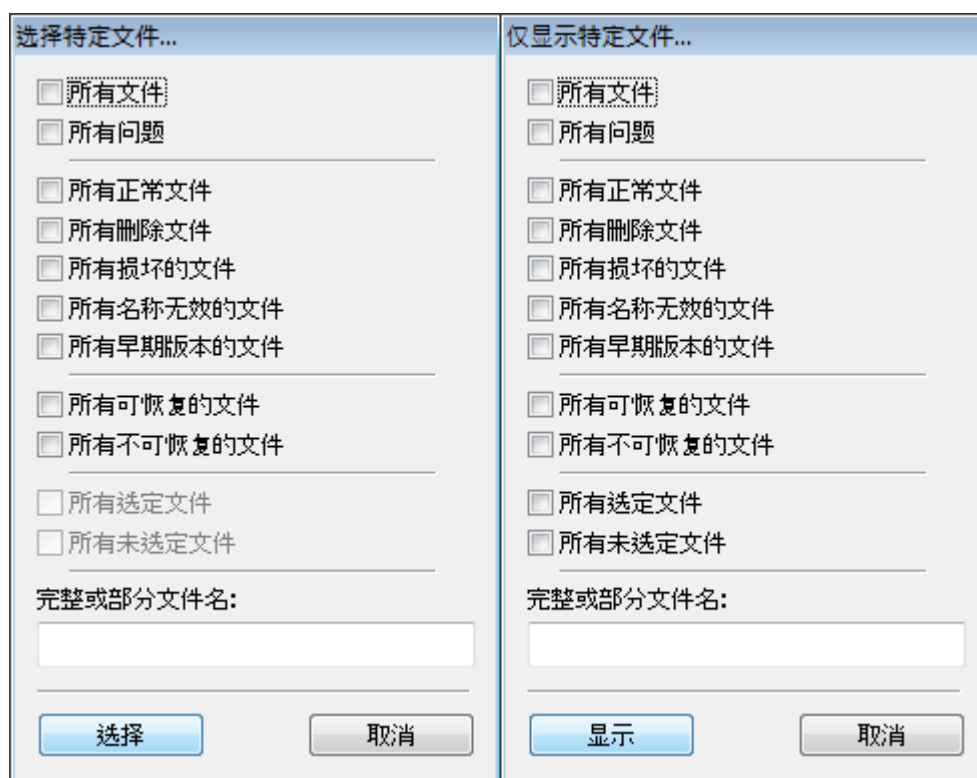 选择特定文件...
所有文件
所有问题
所有正常文件
所有删除文件
所有损坏的文件
所有名称无效的文件
所有早期版本的文件
所有可恢复的文件
所有不可恢复的文件
所有选定文件
所有未选定文件
完整或部分文件名:
选择
取消
仅显示特定文件...
所有文件
所有问题
所有正常文件
所有删除文件
所有损坏的文件
所有名称无效的文件
所有早期版本的文件
所有可恢复的文件
所有不可恢复的文件
所有选定文件
所有未选定文件
完整或部分文件名:
显示
取消